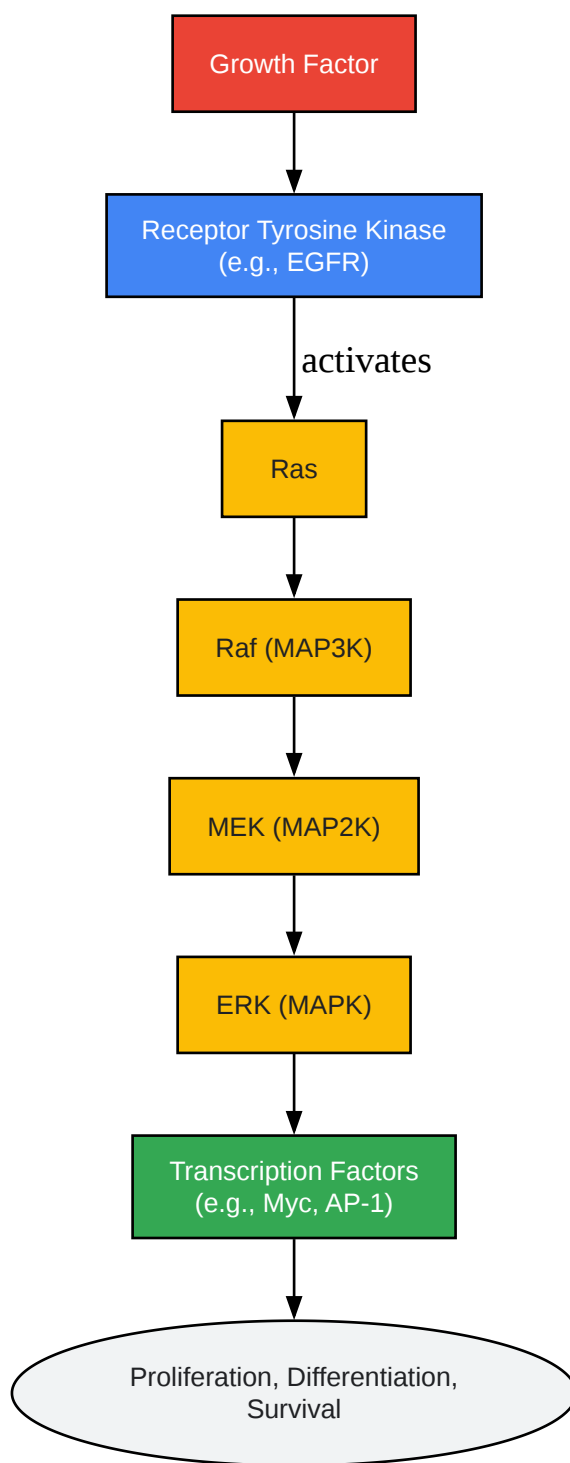 Growth Factor
Receptor Tyrosine Kinase
(e.g., EGFR)
activates
Ras
Raf (MAP3K)
MEK (MAP2K)
ERK (MAPK)
Transcription Factors
(e.g., Myc, AP-1)
Proliferation, Differentiation,
Survival